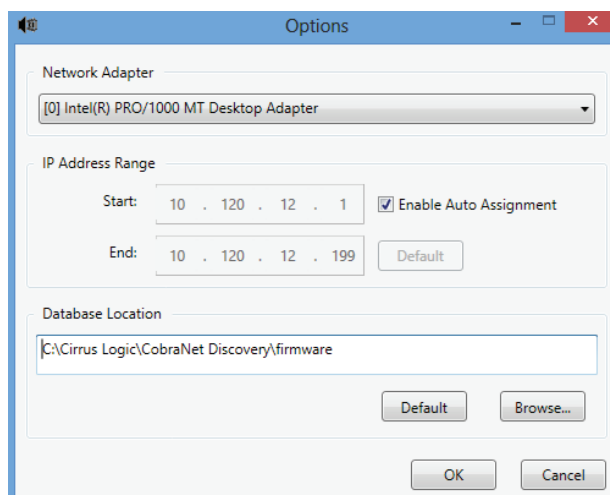 Options
Network Adapter
[0] Intel(R) PRO/1000 MT Desktop Adapter
IP Address Range
Start: 10 . 120 . 12 . 1 Enable Auto Assignment
End: 10 . 120 . 12 . 199 Default
Database Location
C:\Cirrus Logic\CobraNet Discovery\firmware
Default Browse...
OK Cancel